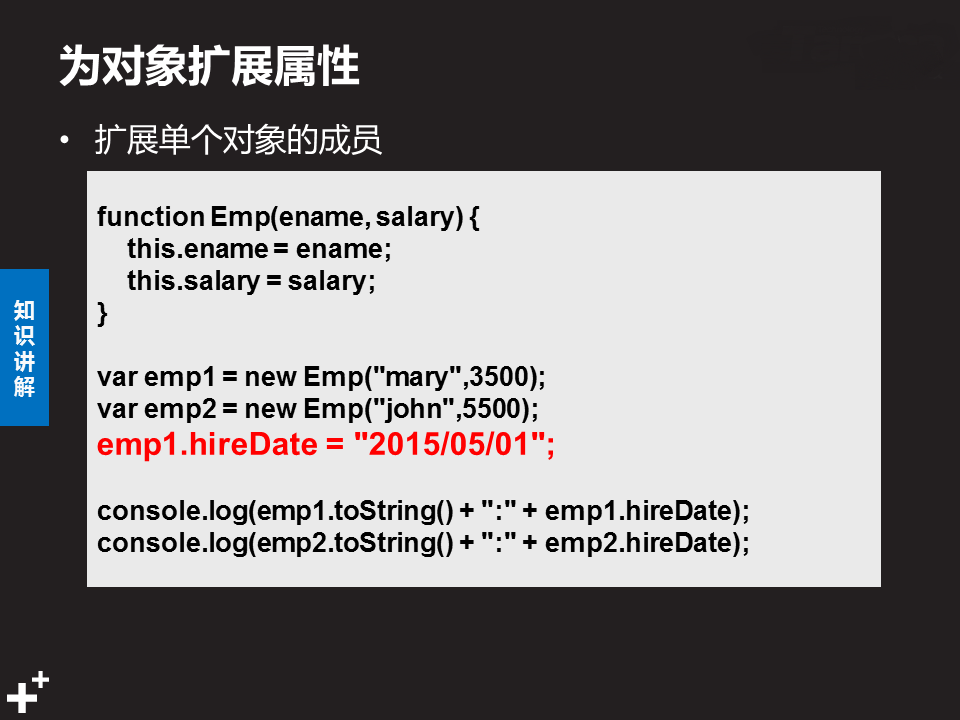 为对象扩展属性
• 扩展单个对象的成员
function Emp(ename, salary) {
    this.ename = ename;
    this.salary = salary;
}
var emp1 = new Emp("mary",3500);
var emp2 = new Emp("john",5500);
emp1.hireDate = "2015/05/01";
console.log(emp1.toString() + ":" + emp1.hireDate);
console.log(emp2.toString() + ":" + emp2.hireDate);
知
识
讲
解